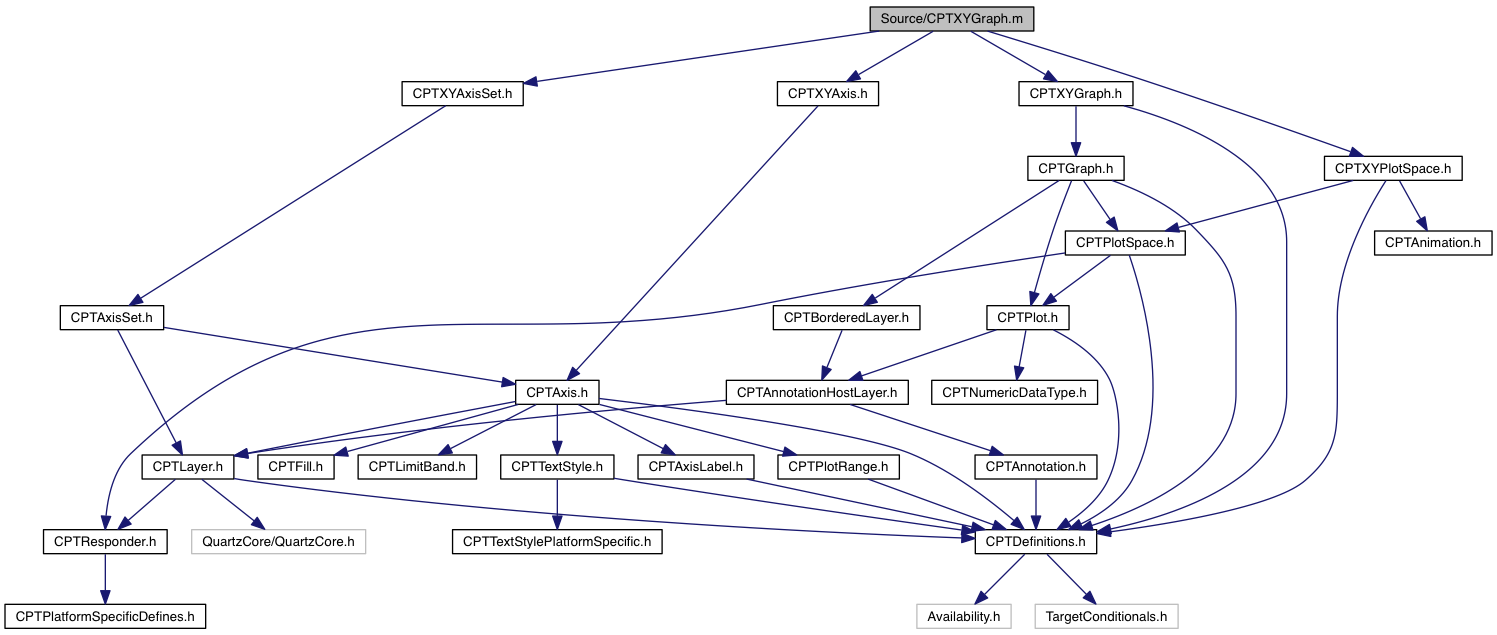 Source/CPTXYGraph.m
CPTXYAxisSet.h
CPTXYAxis.h
CPTXYGraph.h
CPTGraph.h
CPTXYPlotSpace.h
CPTPlotSpace.h
CPTAnimation.h
CPTAxisSet.h
CPTBorderedLayer.h
CPTPlot.h
CPTAxis.h
CPTAnnotationHostLayer.h
CPTNumericDataType.h
CPTLayer.h
CPTFill.h
CPTLimitBand.h
CPTTextStyle.h
CPTAxisLabel.h
CPTPlotRange.h
CPTAnnotation.h
CPTResponder.h
QuartzCore/QuartzCore.h
CPTTextStylePlatformSpecific.h
CPTDefinitions.h
CPTPlatformSpecificDefines.h
Availability.h
TargetConditionals.h